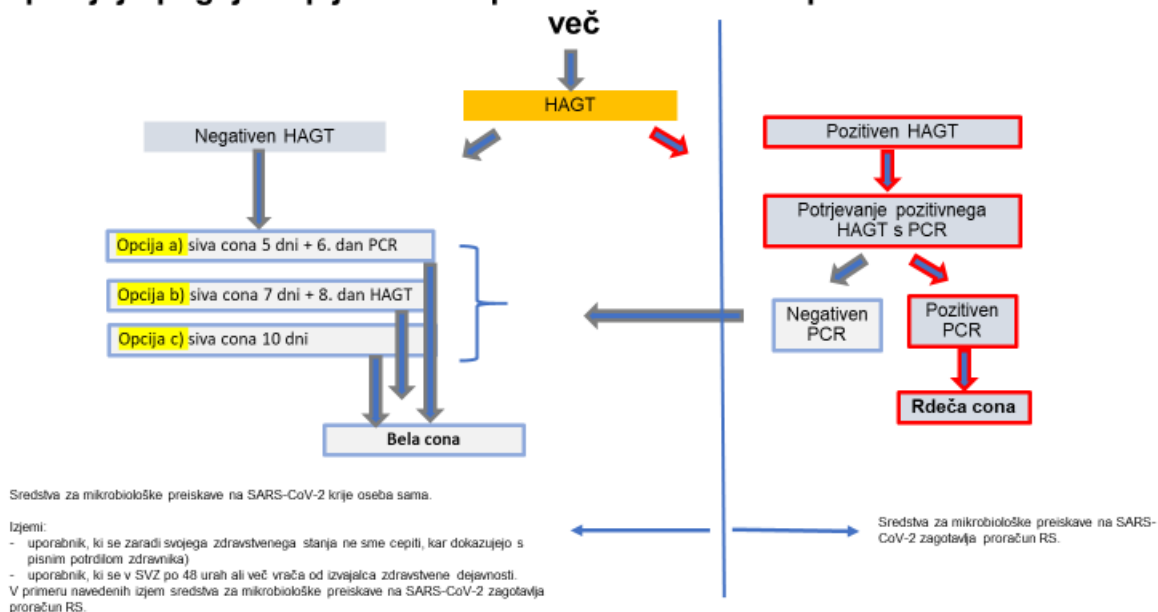 več
HAGT
Negativen HAGT
Opcija a) siva cona 5 dni + 6. dan PCR
Opcija b) siva cona 7 dni + 8. dan HAGT
Opcija c) siva cona 10 dni
Bela cona
Pozitiven HAGT
Potrjevanje pozitivnega
HAGT s PCR
Negativen
PCR
Pozitiven
PCR
Rdeča cona
Sredstva za mikrobiološke preiskave na SARS-CoV-2 krije oseba sama.
Izjemi:
- uporabnik, ki se zaradi svojega zdravstvenega stanja ne sme cepiti, kar dokazujejo s
pisnim potrdilom zdravnika)
- uporabnik, ki se v SVZ po 48 urah ali več vrača od izvajalca zdravstvene dejavnosti.
V primeru navedenih izjem sredstva za mikrobiološke preiskave na SARS-CoV-2 zagotavlja
proračun RS.
Sredstva za mikrobiološke preiskave na SARS-
CoV-2 zagotavlja proračun RS.